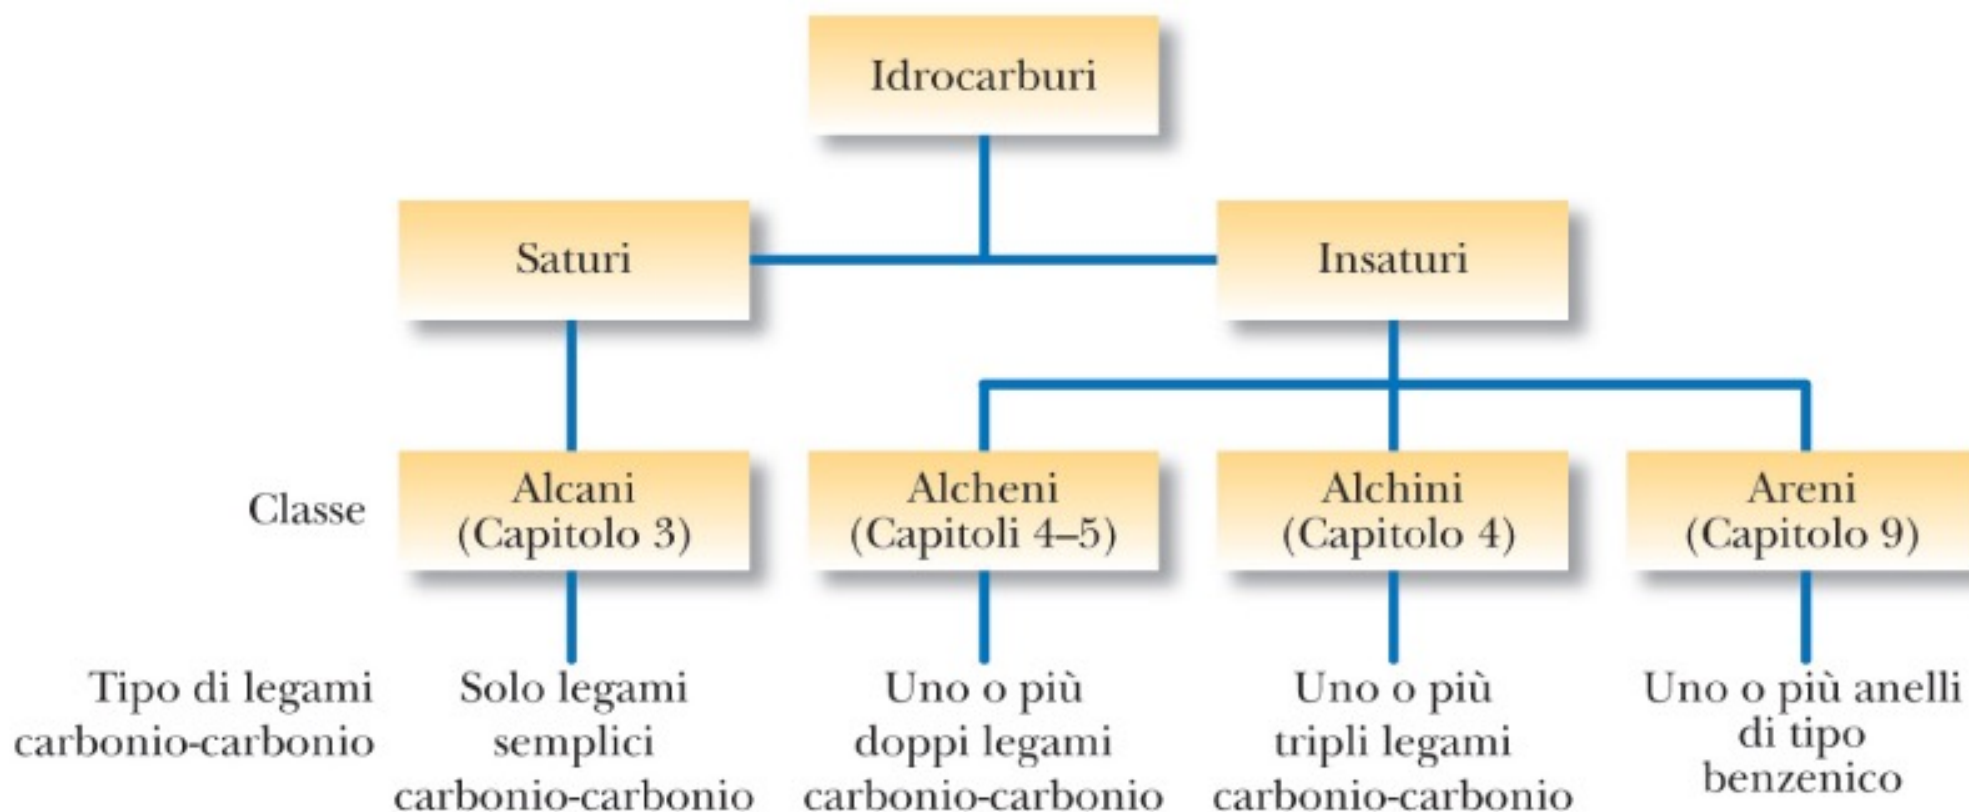 Idrocarburi
Saturi
Insaturi
Classe
Alcani
(Capitolo 3)
Alcheni
(Capitoli 4–5)
Alchini
(Capitolo 4)
Areni
(Capitolo 9)
Tipo di legami
carbonio-carbonio
Solo legami
semplici
carbonio-carbonio
Uno o più
doppi legami
carbonio-carbonio
Uno o più
tripli legami
carbonio-carbonio
Uno o più anelli
di tipo
benzenico